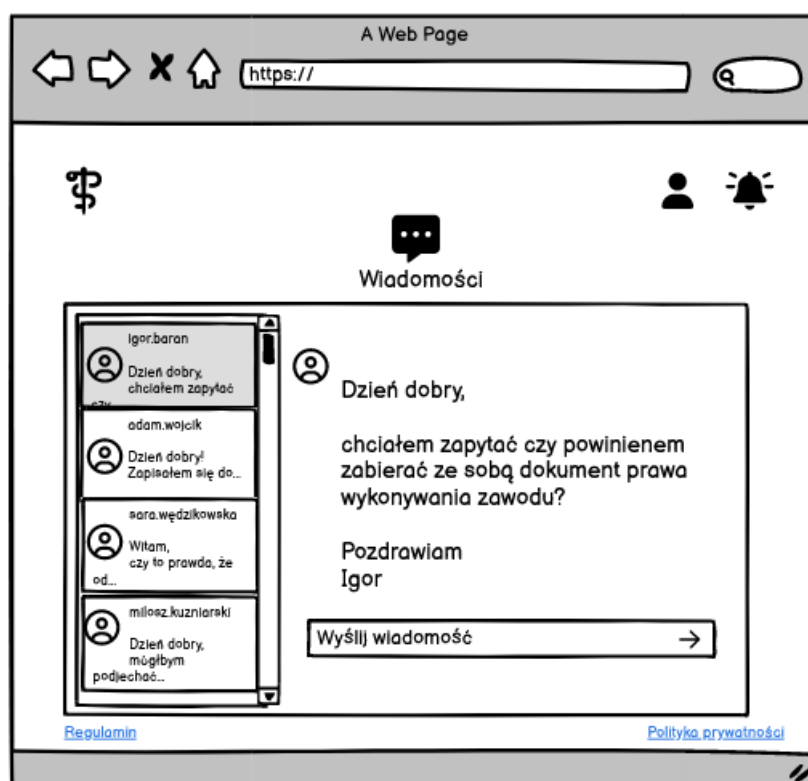 A Web Page
https://
Wiadomości
igor.baran
Dzień dobry,
chciałem zapytać
czy
adam.wojcik
Dzień dobry!
Zapisałem się do...
sara.wędzikowska
Witam,
czy to prawda, że
od...
milosz.kuzniarski
Dzień dobry,
mógłbym
podjechać...
Dzień dobry,
chciałem zapytać czy powinienem
zabierać ze sobą dokument prawa
wykonywania zawodu?
Pozdrawiam
Igor
Wyślij wiadomość
Regulamin
Polityka prywatności